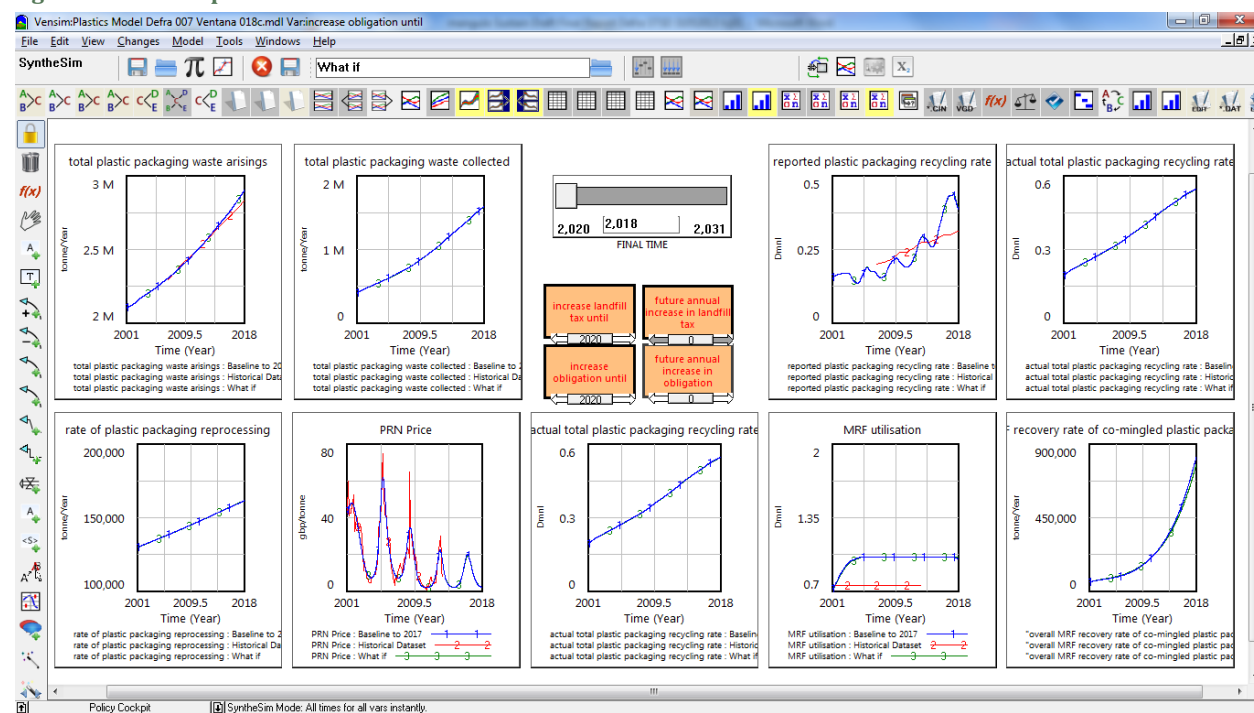 Vensim:Plastics Model Defra 007 Ventana 018c.mdl Var:increase obligation until
File Edit View Changes Model Tools Windows Help
SyntheSim
What if
total plastic packaging waste arisings
3 M
2.5 M
2 M
tonne/Year
2001 2009.5 2018
Time (Year)
total plastic packaging waste arisings : Baseline to 20
total plastic packaging waste arisings : Historical Data
total plastic packaging waste arisings : What if
total plastic packaging waste collected
2 M
1 M
0
tonne/Year
2001 2009.5 2018
Time (Year)
total plastic packaging waste collected : Baseline to 2
total plastic packaging waste collected : Historical Da
total plastic packaging waste collected : What if
2,020 2,018 2,031
FINAL TIME
increase landfill
tax until
2020
future annual
increase in landfill
tax
0
increase
obligation until
2020
future annual
increase in
obligation
0
reported plastic packaging recycling rate
0.5
0.25
0
Dmnl
2001 2009.5 2018
Time (Year)
reported plastic packaging recycling rate : Baseline t
reported plastic packaging recycling rate : Historical
reported plastic packaging recycling rate : What if
actual total plastic packaging recycling rate
0.6
0.3
0
Dmnl
2001 2009.5 2018
Time (Year)
actual total plastic packaging recycling rate : Baselin
actual total plastic packaging recycling rate : Historic
actual total plastic packaging recycling rate : What if
rate of plastic packaging reprocessing
200,000
150,000
100,000
tonne/Year
2001 2009.5 2018
Time (Year)
rate of plastic packaging reprocessing : Baseline to 2
rate of plastic packaging reprocessing : Historical Da
rate of plastic packaging reprocessing : What if
PRN Price
80
40
0
gbp/tonne
2001 2009.5 2018
Time (Year)
PRN Price : Baseline to 2017 1 1
PRN Price : Historical Dataset 2 2
PRN Price : What if 3 3 3
actual total plastic packaging recycling rate
0.6
0.3
0
Dmnl
2001 2009.5 2018
Time (Year)
actual total plastic packaging recycling rate : Baselin
actual total plastic packaging recycling rate : Historic
actual total plastic packaging recycling rate : What if
MRF utilisation
2
1.35
0.7
Dmnl
2001 2009.5 2018
Time (Year)
MRF utilisation : Baseline to 2017 1 1
MRF utilisation : Historical Dataset 2 2
MRF utilisation : What if 3 3 3
recovery rate of co-mingled plastic packa
900,000
450,000
0
tonne/Year
2001 2009.5 2018
Time (Year)
"overall MRF recovery rate of co-mingled plastic pac
"overall MRF recovery rate of co-mingled plastic pac
"overall MRF recovery rate of co-mingled plastic pac
Policy Cockpit
SyntheSim Mode: All times for all vars instantly.